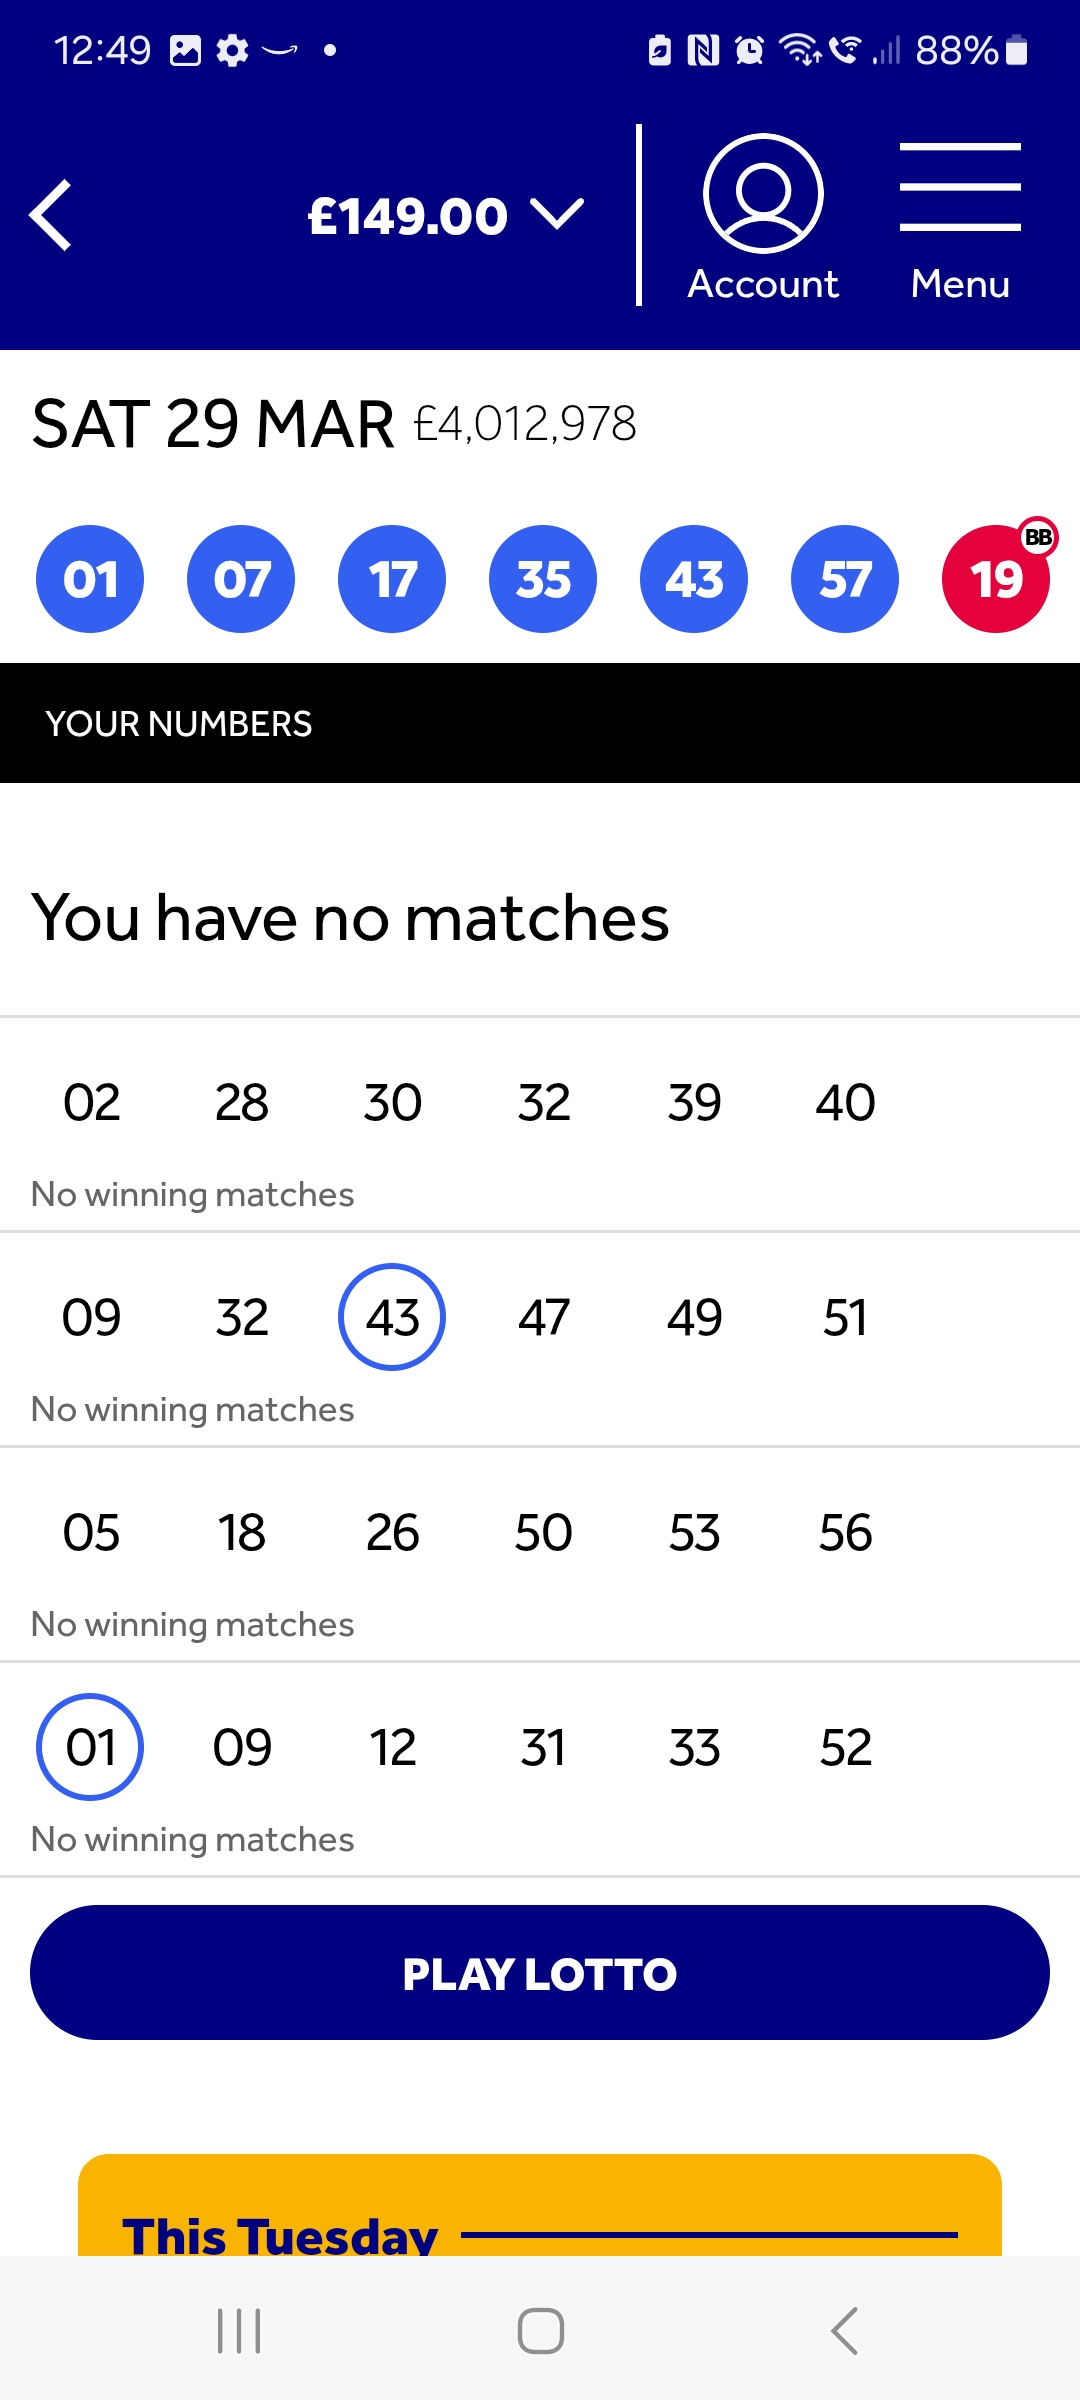 12:49 88%
£149.00
Account Menu
SAT 29 MAR £4,012,978
01 07 17 35 43 57 19 BB
YOUR NUMBERS
You have no matches
02 28 30 32 39 40
No winning matches
09 32 43 47 49 51
No winning matches
05 18 26 50 53 56
No winning matches
01 09 12 31 33 52
No winning matches
PLAY LOTTO
This Tuesday